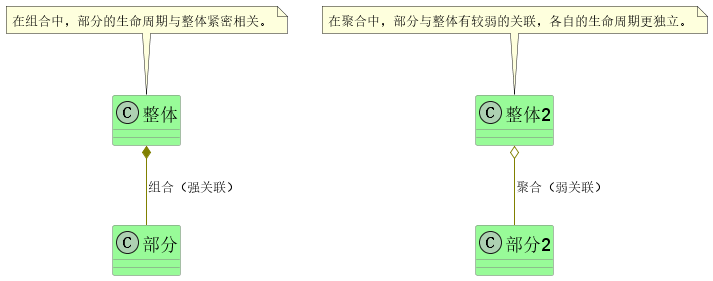 在组合中，部分的生命周期与整体紧密相关。
在聚合中，部分与整体有较弱的关联，各自的生命周期更独立。
C 整体
C 整体2
组合（强关联）
聚合（弱关联）
C 部分
C 部分2